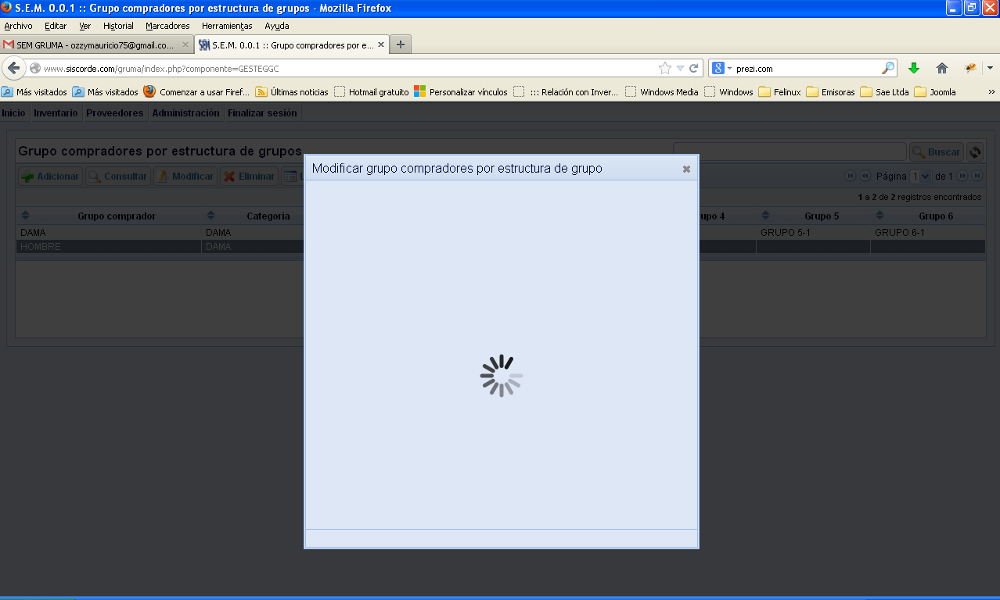 S.E.M. 0.0.1 :: Grupo compradores por estructura de grupos - Mozilla Firefox
Archivo Editar Ver Historial Marcadores Herramientas Ayuda
SEM GRUMA - ozzymauricio75@gmail.co... S.E.M. 0.0.1 :: Grupo compradores por e...
www.siscorde.com/gruma/index.php?componente=GESTEGGC prezi.com
Más visitados Más visitados Comenzar a usar Firef... Últimas noticias Hotmail gratuito Personalizar vínculos ::: Relación con Inver... Windows Media Windows Felinux Emisoras Sae Ltda Joomla »
Inicio Inventario Proveedores Administración Finalizar sesión
Grupo compradores por estructura de grupos Buscar
Modificar grupo compradores por estructura de grupo
Adicionar Consultar Modificar Eliminar Página 1 de 1
1 a 2 de 2 registros encontrados
Grupo comprador Categoria upo 4 Grupo 5 Grupo 6
DAMA DAMA GRUPO 5-1 GRUPO 6-1
HOMBRE DAMA